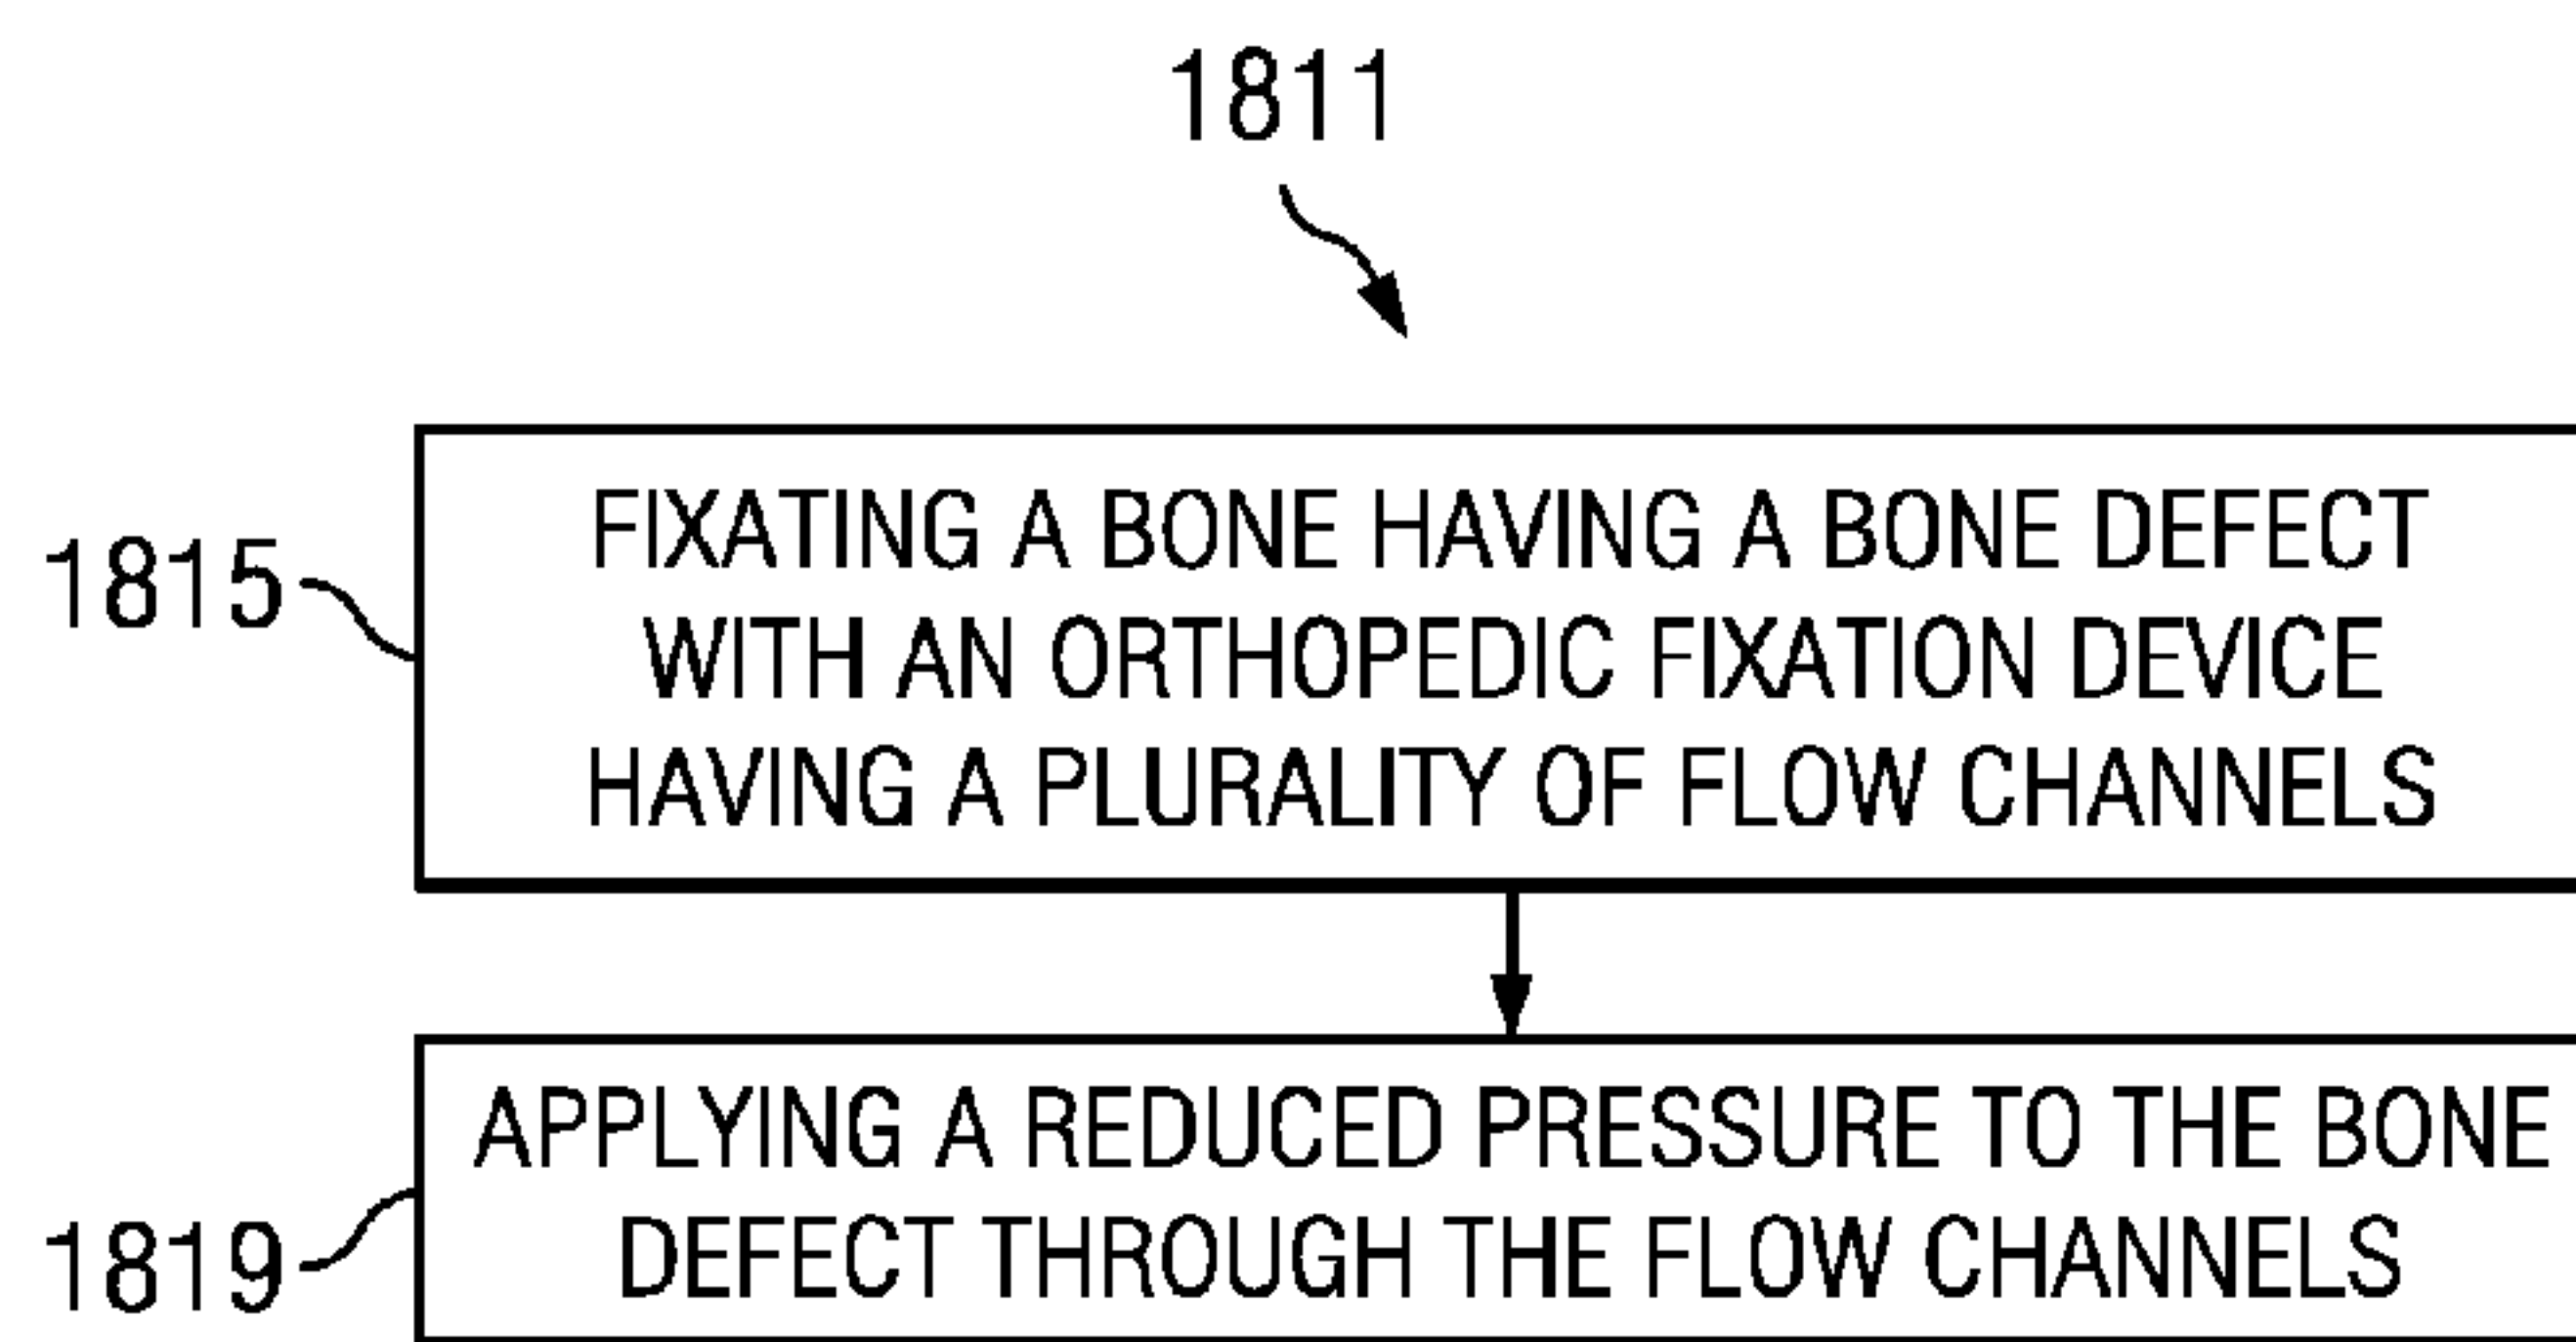 1811
1815
FIXATING A BONE HAVING A BONE DEFECT
WITH AN ORTHOPEDIC FIXATION DEVICE
HAVING A PLURALITY OF FLOW CHANNELS
1819
APPLYING A REDUCED PRESSURE TO THE BONE
DEFECT THROUGH THE FLOW CHANNELS